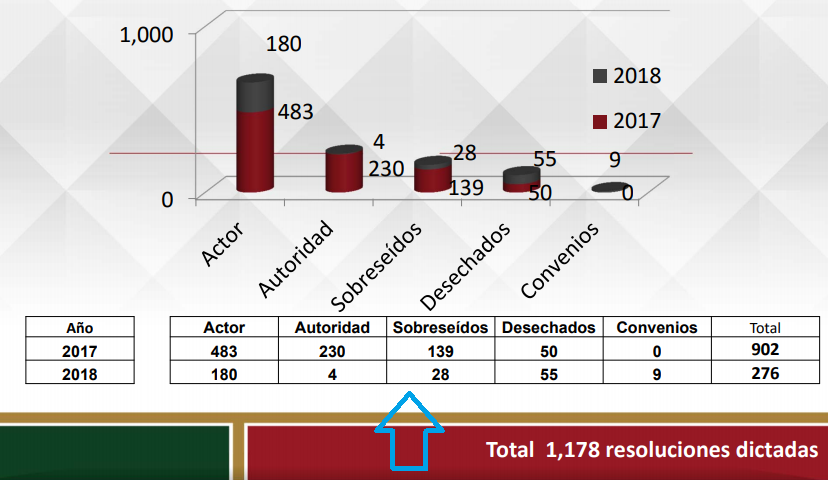 1,000
180
483
4
230
28
139
55
50
9
0
0
2018
2017
Actor
Autoridad
Sobreseídos
Desechados
Convenios
Año
2017
2018
Actor Autoridad Sobreseídos Desechados Convenios Total
483 230 139 50 0 902
180 4 28 55 9 276
Total 1,178 resoluciones dictadas